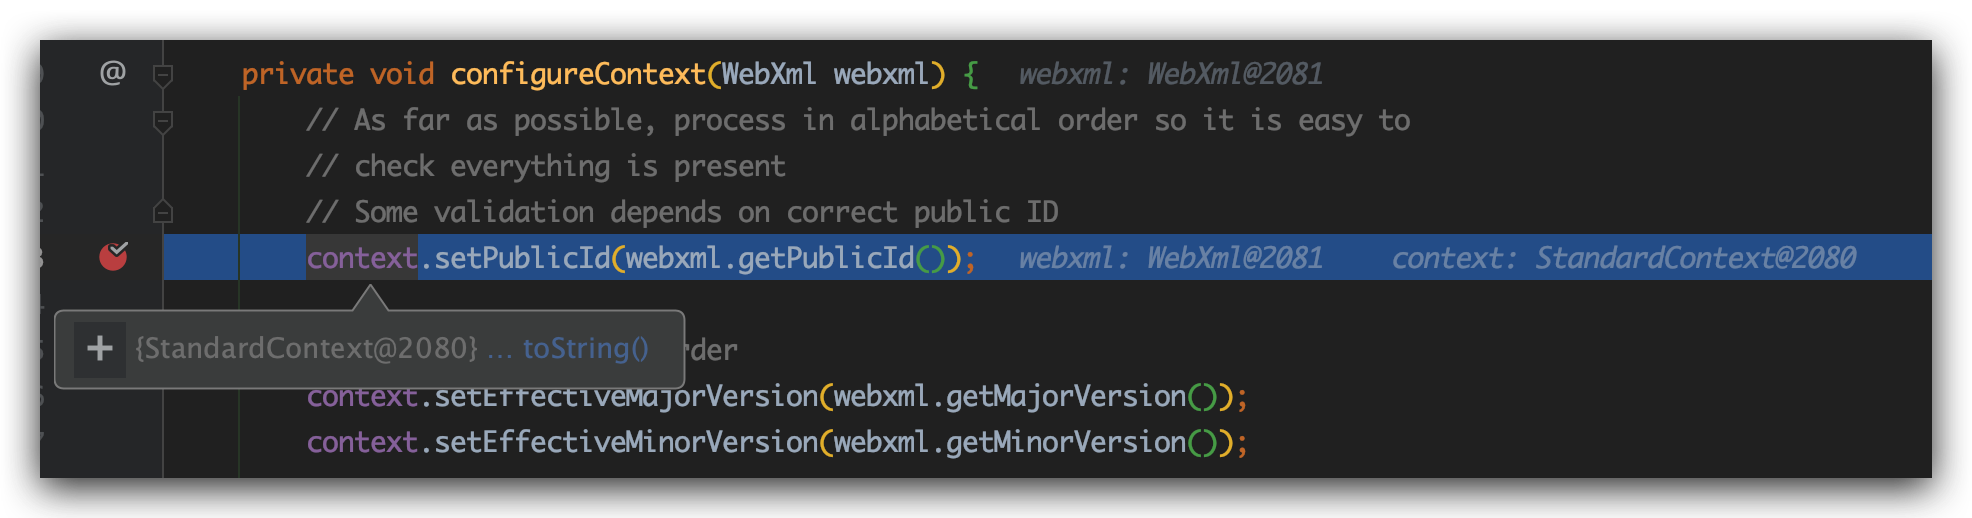 @ private void configureContext(WebXml webxml) { webxml: WebXml@2081
// As far as possible, process in alphabetical order so it is easy to
// check everything is present
// Some validation depends on correct public ID
context.setPublicId(webxml.getPublicId()); webxml: WebXml@2081 context: StandardContext@2080
+ {StandardContext@2080} ... toString() rder
context.setEffectiveMajorVersion(webxml.getMajorVersion());
context.setEffectiveMinorVersion(webxml.getMinorVersion());